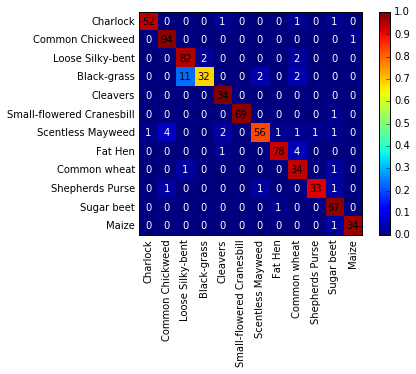 1.0
Charlock 52 0 0 0 1 0 0 0 1 0 1 0
0.9
Common Chickweed 0 94 0 0 0 0 0 0 0 0 0 1
0.8
Loose Silky-bent 0 0 82 2 0 0 0 0 2 0 0 0
Black-grass 0 0 11 32 0 0 2 0 2 0 0 0
0.7
Cleavers 0 0 0 0 34 0 0 0 0 0 0 0
0.6
Small-flowered Cranesbill 0 0 0 0 0 69 0 0 0 0 1 0
0.5
Scentless Mayweed 1 4 0 0 2 0 56 1 1 1 1 0
0.4
Fat Hen 0 0 0 0 1 0 0 78 4 0 0 0
0.3
Common wheat 0 0 1 0 0 0 0 0 34 0 1 0
Shepherds Purse 0 1 0 0 0 0 1 0 0 33 1 0
0.2
Sugar beet 0 0 0 0 0 0 0 1 0 0 67 0
0.1
Maize 0 0 0 0 0 0 0 0 0 0 1 34
0.0
Charlock
Common Chickweed
Loose Silky-bent
Black-grass
Cleavers
Small-flowered Cranesbill
Scentless Mayweed
Fat Hen
Common wheat
Shepherds Purse
Sugar beet
Maize